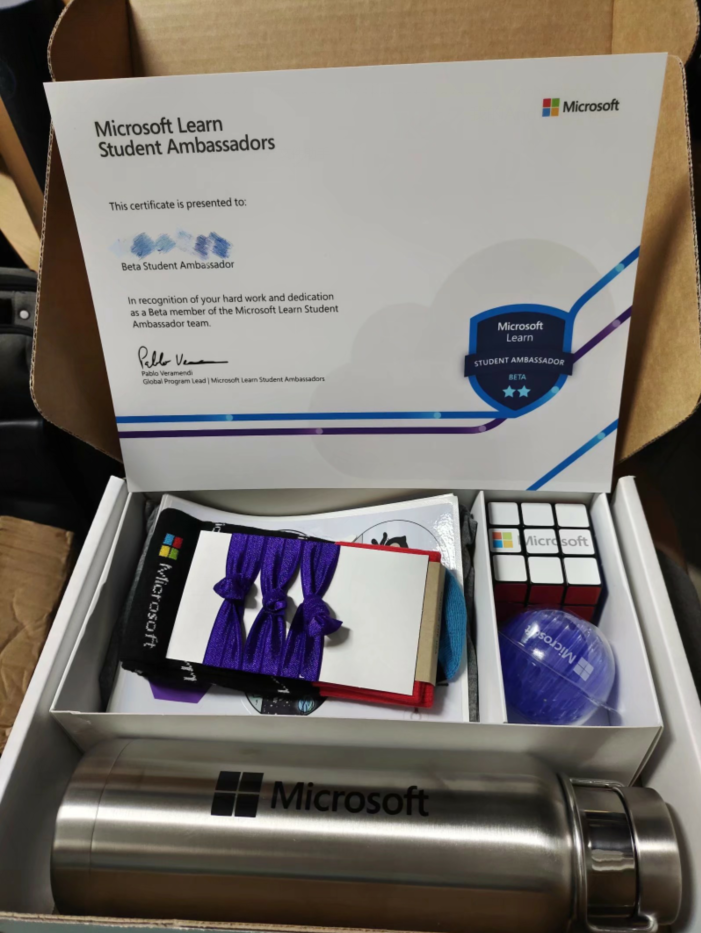 Microsoft Learn
Student Ambassadors
Microsoft
This certificate is presented to:
Beta Student Ambassador
In recognition of your hard work and dedication
as a Beta member of the Microsoft Learn Student
Ambassador team.
Pablo Veramendi
Global Program Lead | Microsoft Learn Student Ambassadors
Microsoft
Learn
STUDENT AMBASSADOR
BETA
Microsoft
Microsoft
Microsoft
Microsoft